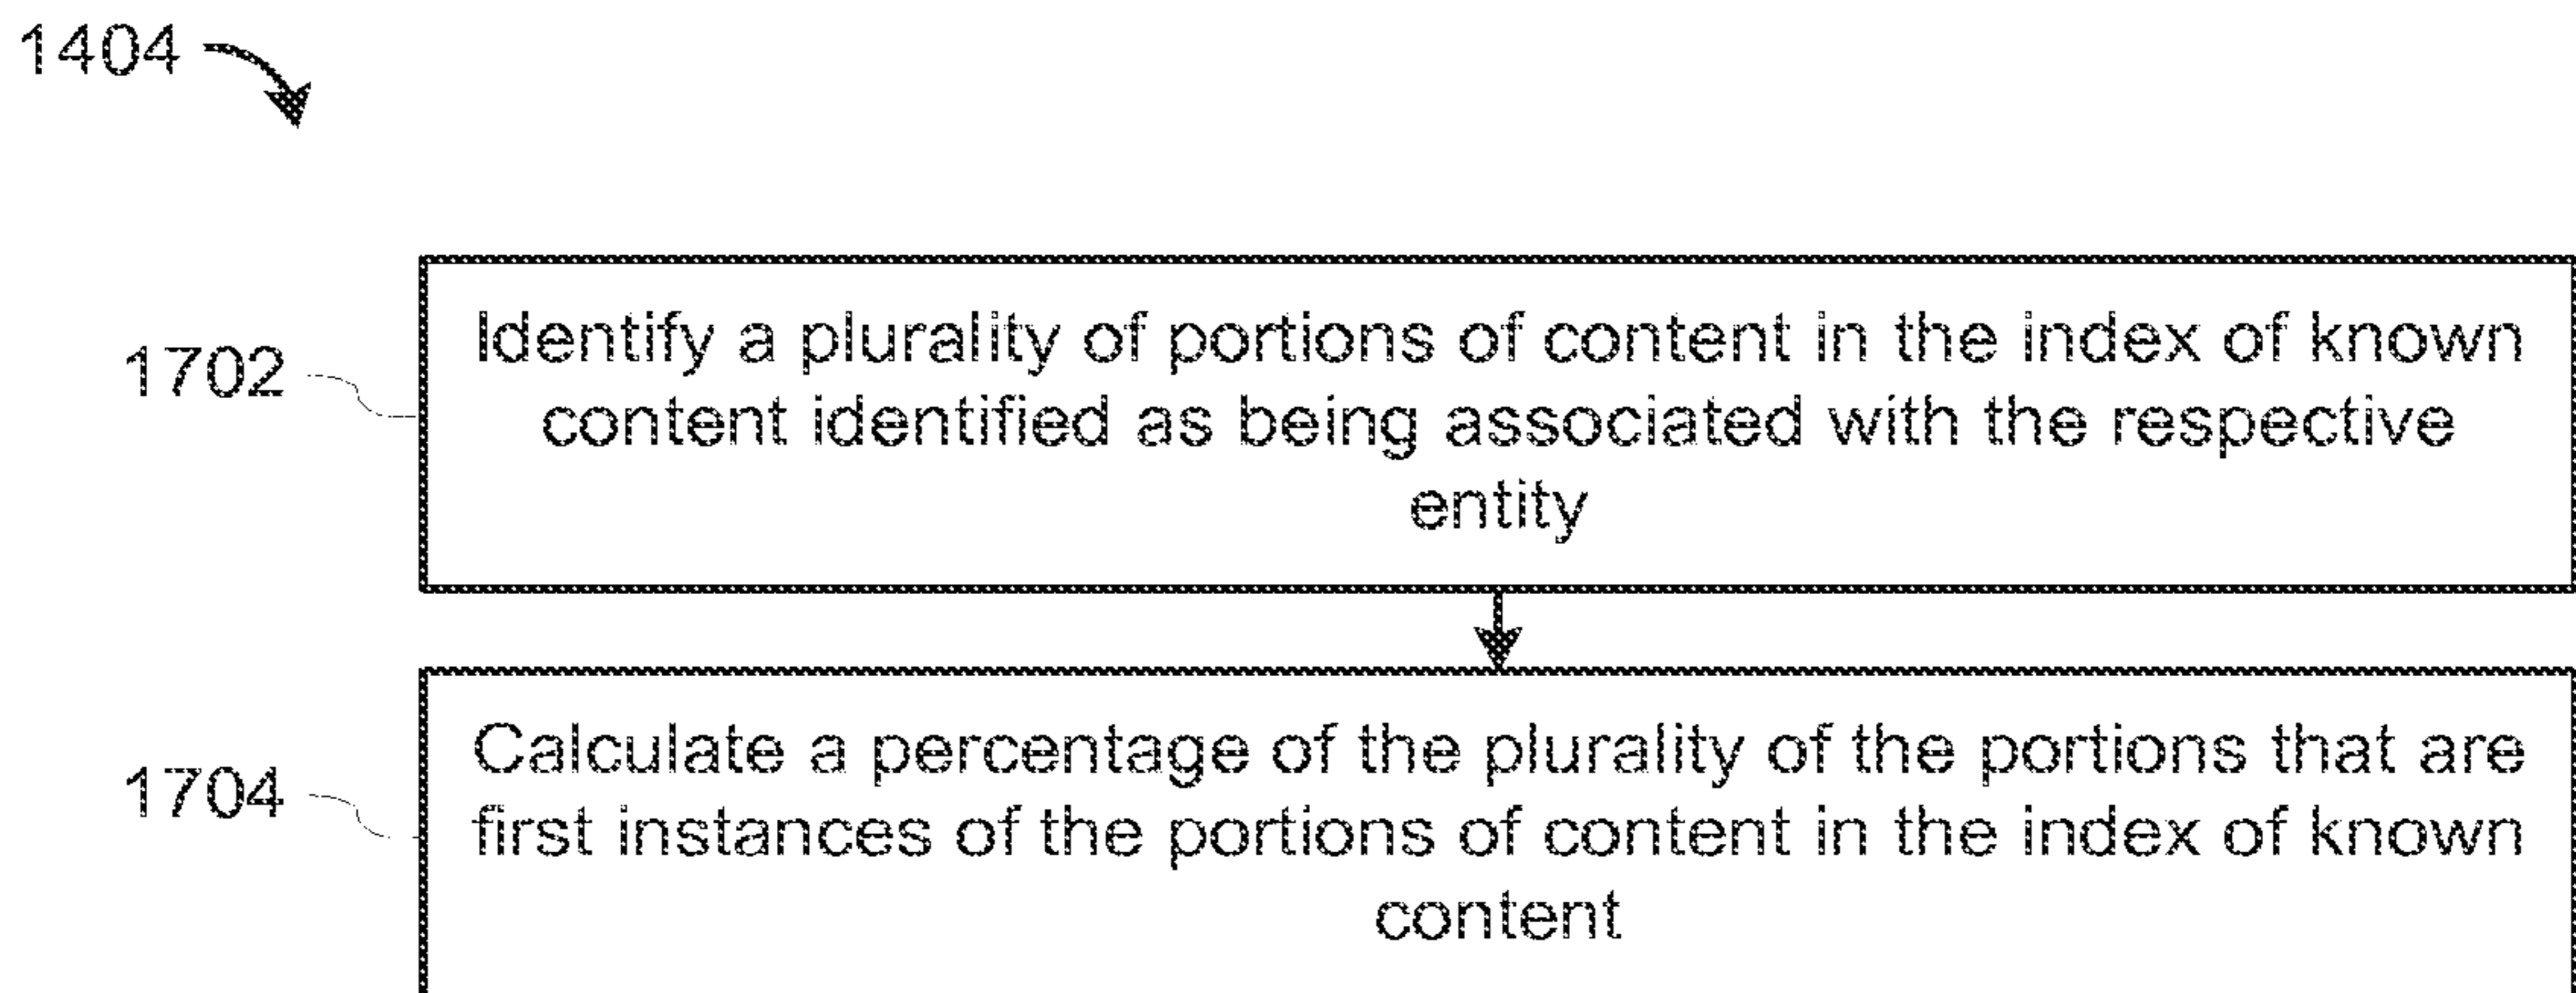 1404
1702
Identify a plurality of portions of content in the index of known
content identified as being associated with the respective
entity
1704
Calculate a percentage of the plurality of the portions that are
first instances of the portions of content in the index of known
content